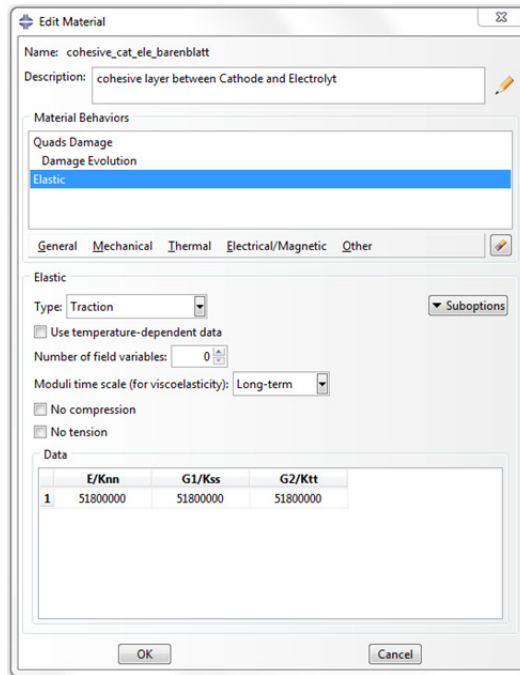 Edit Material
Name: cohesive_cat_ele_barenblatt
Description: cohesive layer between Cathode and Electrolyt
Material Behaviors
Quads Damage
Damage Evolution
Elastic
General Mechanical Thermal Electrical/Magnetic Other
Elastic
Type: Traction Suboptions
Use temperature-dependent data
Number of field variables: 0
Moduli time scale (for viscoelasticity): Long-term
No compression
No tension
Data
E/Knn G1/Kss G2/Ktt
1 51800000 51800000 51800000
OK Cancel